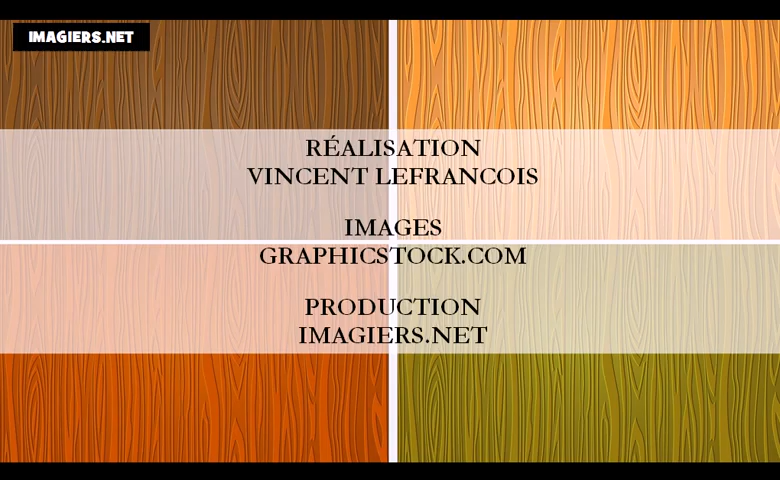 IMAGIERS.NET
RÉALISATION
VINCENT LEFRANCOIS
IMAGES
GRAPHICSTOCK.COM
PRODUCTION
IMAGIERS.NET